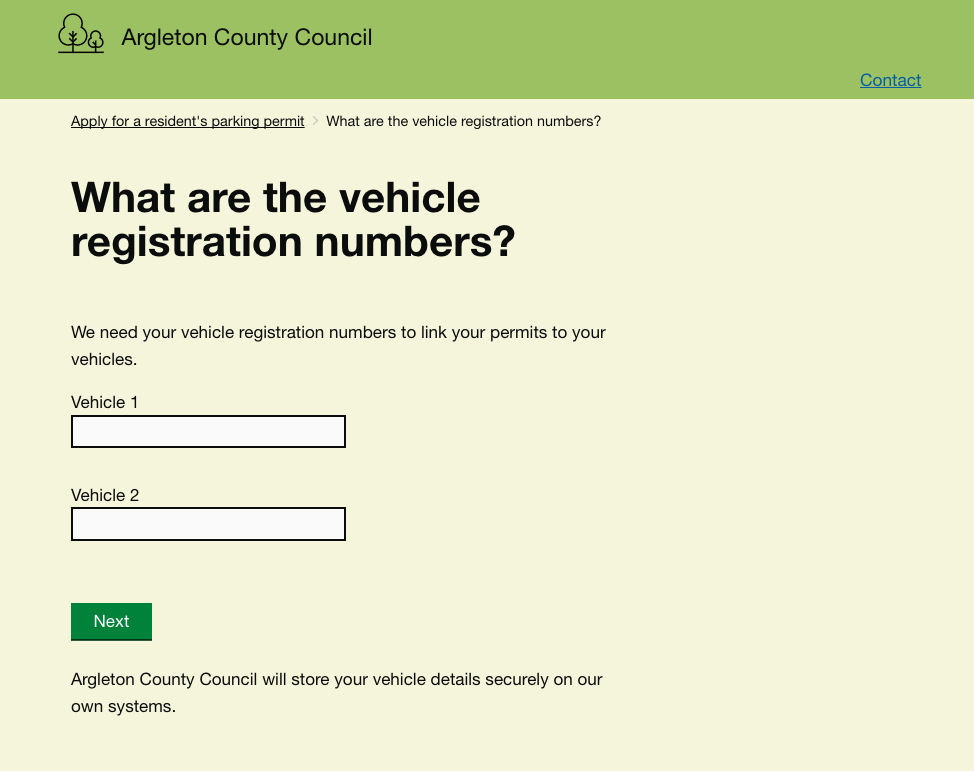 Argleton County Council
Contact
Apply for a resident's parking permit > What are the vehicle registration numbers?
What are the vehicle
registration numbers?
We need your vehicle registration numbers to link your permits to your
vehicles.
Vehicle 1
Vehicle 2
Next
Argleton County Council will store your vehicle details securely on our
own systems.